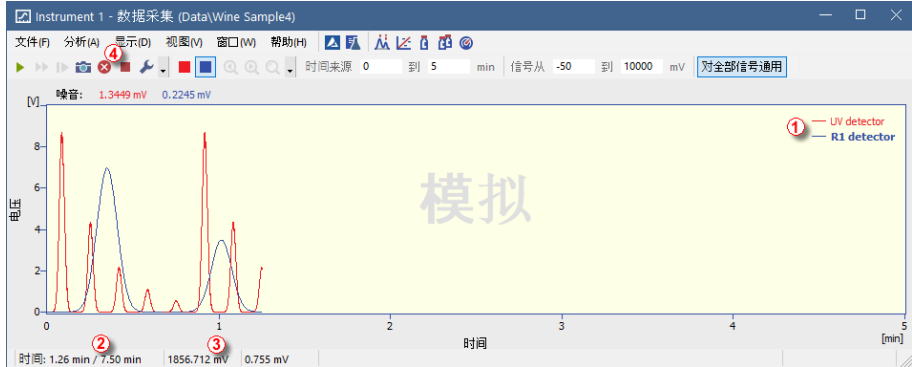 Instrument 1 - 数据采集 (Data\Wine Sample4)
文件(F) 分析(A) 显示(D) 视图(V) 窗口(W) 帮助(H)
④
时间来源 0 到 5 min 信号从 -50 到 10000 mV 对全部信号通用
噪音: 1.3449 mV 0.2245 mV
[V]
① UV detector
R1 detector
8
6
模拟
电压
4
2
0
0 1 2 3 4 5
② ③ 时间 [min]
时间: 1.26 min / 7.50 min 1856.712 mV 0.755 mV